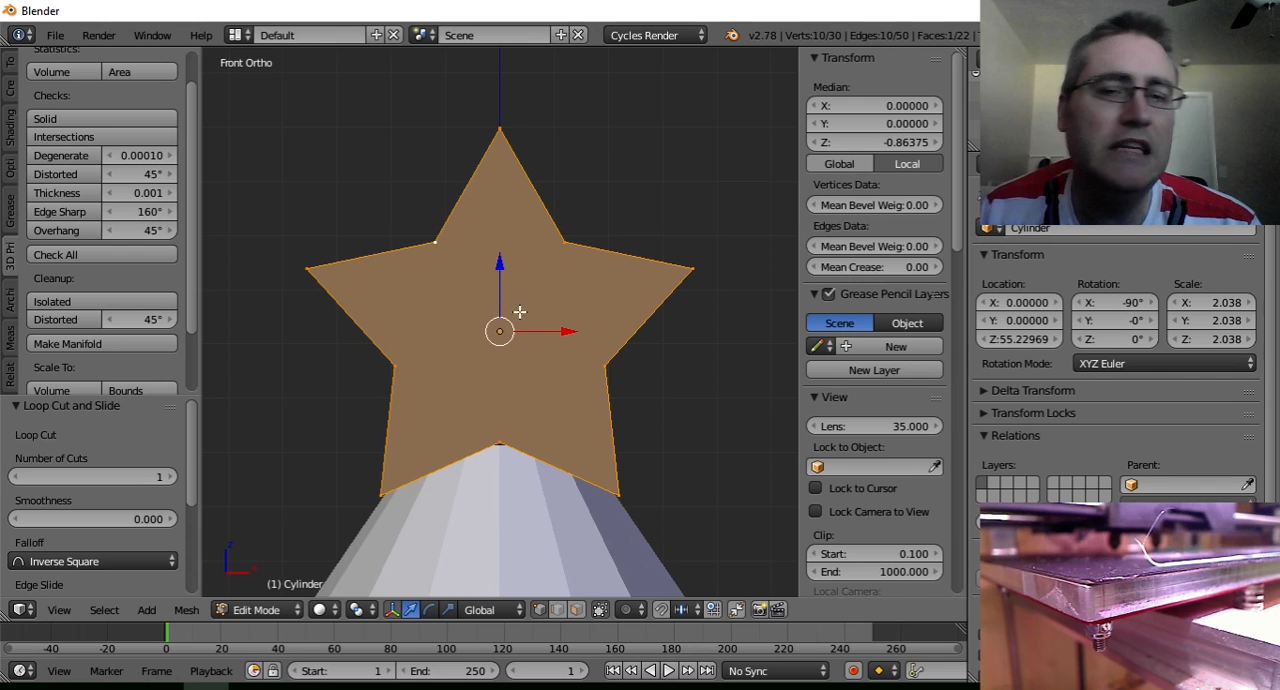 Blender
File Render Window Help Default Scene Cycles Render v2.78 | Verts:10/30 | Edges:10/50 | Faces:1/22 |
Statistics:
Volume Area
Checks:
Solid
Intersections
Degenerate 0.00010
Distorted 45°
Thickness 0.001
Edge Sharp 160°
Overhang 45°
Check All
Cleanup:
Isolated
Distorted 45°
Make Manifold
Scale To:
Volume Bounds
To
Cre
Shading
Opti
Grease
3D Pri
Archi
Meas
Relat
Loop Cut and Slide
Loop Cut
Number of Cuts
1
Smoothness
0.000
Falloff
Inverse Square
Edge Slide
Front Ortho
z
(1) Cylinder
Transform
Median:
X: 0.00000
Y: 0.00000
Z: -0.86375
Global Local
Vertices Data:
Mean Bevel Weig: 0.00
Edges Data:
Mean Bevel Weig: 0.00
Mean Crease: 0.00
Grease Pencil Layers
Scene Object
New
New Layer
View
Lens: 35.000
Lock to Object:
Lock to Cursor
Lock Camera to View
Clip:
Start: 0.100
End: 1000.000
Local Camera:
Cylinder
Transform
Location: Rotation: Scale:
X: 0.00000 X: -90° X: 2.038
Y: 0.00000 Y: -0° Y: 2.038
Z:55.22969 Z: 0° Z: 2.038
Rotation Mode: XYZ Euler
Delta Transform
Transform Locks
Relations
Layers: Parent:
View Select Add Mesh Edit Mode Global
-40 -20 0 20 40 60 80 100 120 140 160 180 200 220 240 260
View Marker Frame Playback Start: 1 End: 250 1 No Sync